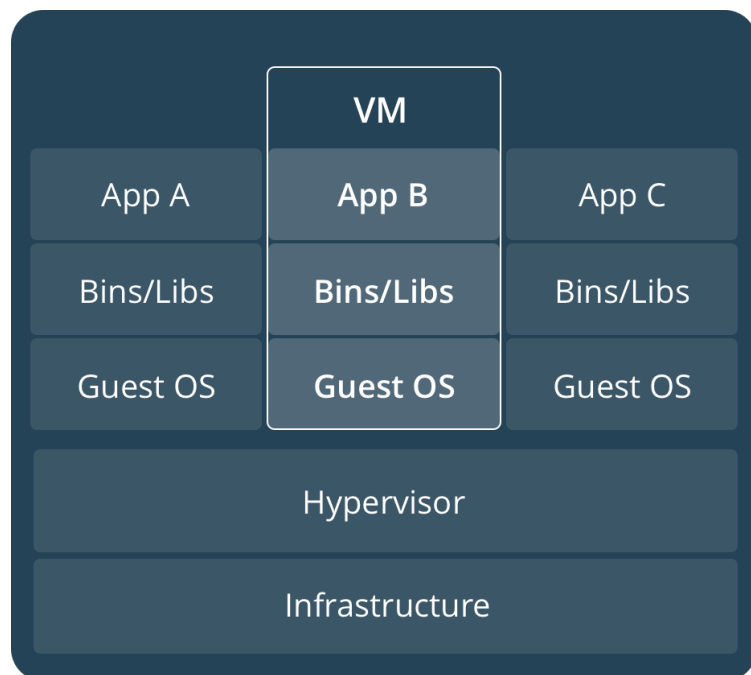 VM
App A
App B
App C
Bins/Libs
Bins/Libs
Bins/Libs
Guest OS
Guest OS
Guest OS
Hypervisor
Infrastructure